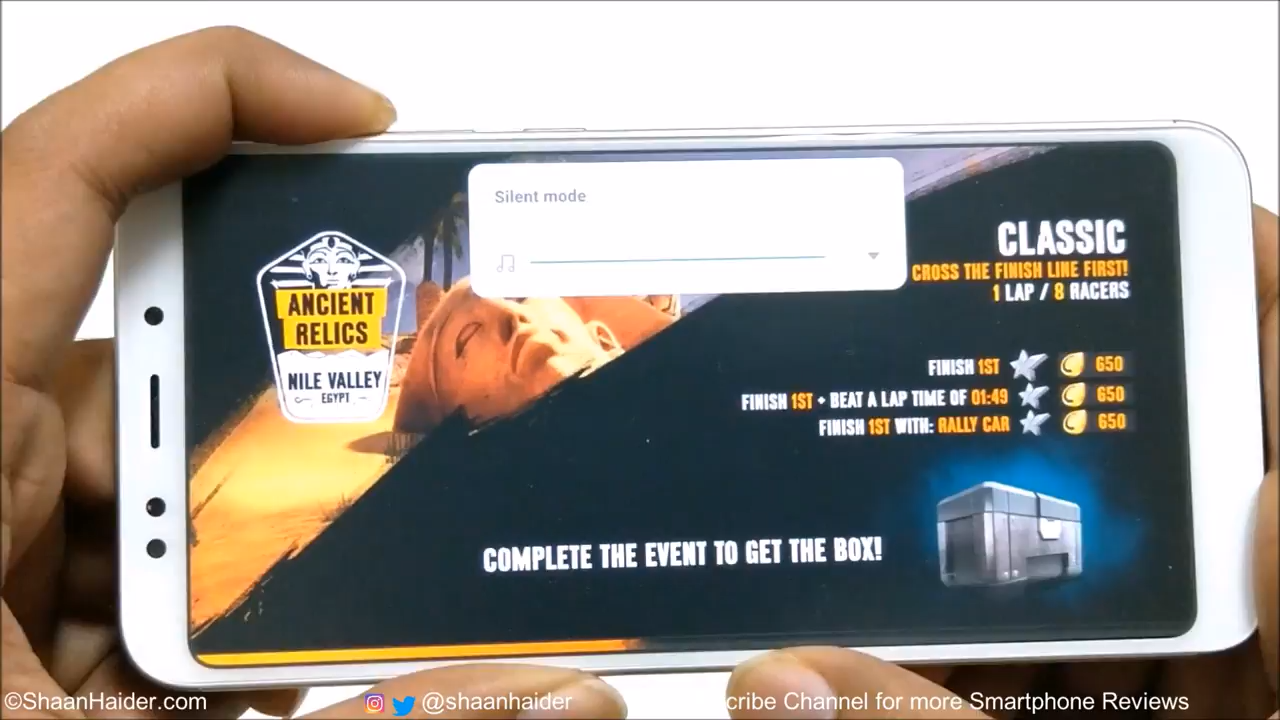 Silent mode
ANCIENT
RELICS
NILE VALLEY
EGYPT
CLASSIC
CROSS THE FINISH LINE FIRST!
1 LAP / 8 RACERS
FINISH 1ST 650
FINISH 1ST + BEAT A LAP TIME OF 01:49 650
FINISH 1ST WITH: RALLY CAR 650
COMPLETE THE EVENT TO GET THE BOX!
©ShaanHaider.com
@shaanhaider
cribe Channel for more Smartphone Reviews